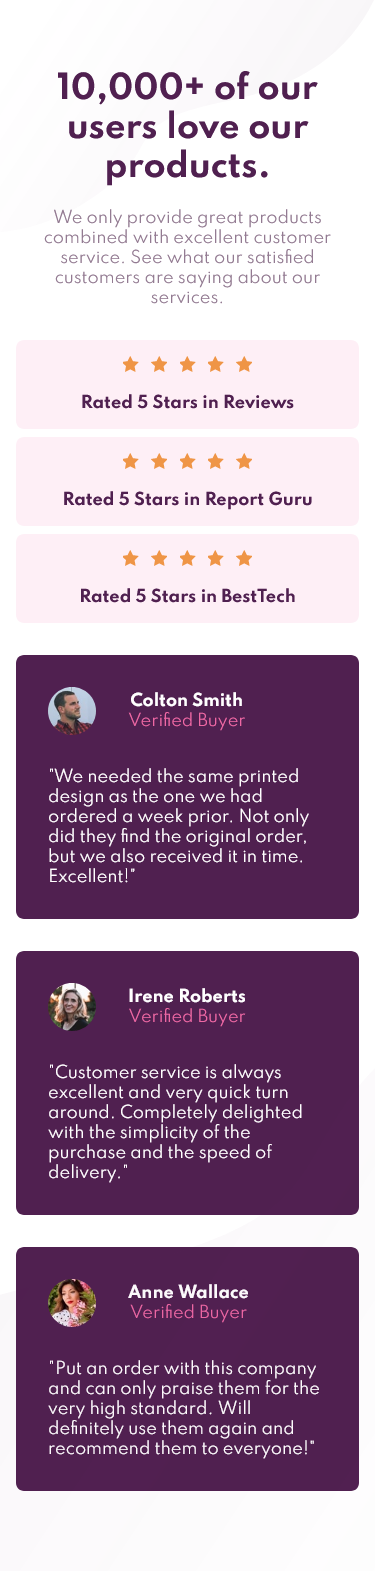 10,000+ of our
users love our
products.
We only provide great products
combined with excellent customer
service. See what our satisfied
customers are saying about our
services.
Rated 5 Stars in Reviews
Rated 5 Stars in Report Guru
Rated 5 Stars in BestTech
Colton Smith
Verified Buyer
"We needed the same printed
design as the one we had
ordered a week prior. Not only
did they find the original order,
but we also received it in time.
Excellent!"
Irene Roberts
Verified Buyer
"Customer service is always
excellent and very quick turn
around. Completely delighted
with the simplicity of the
purchase and the speed of
delivery."
Anne Wallace
Verified Buyer
"Put an order with this company
and can only praise them for the
very high standard. Will
definitely use them again and
recommend them to everyone!"